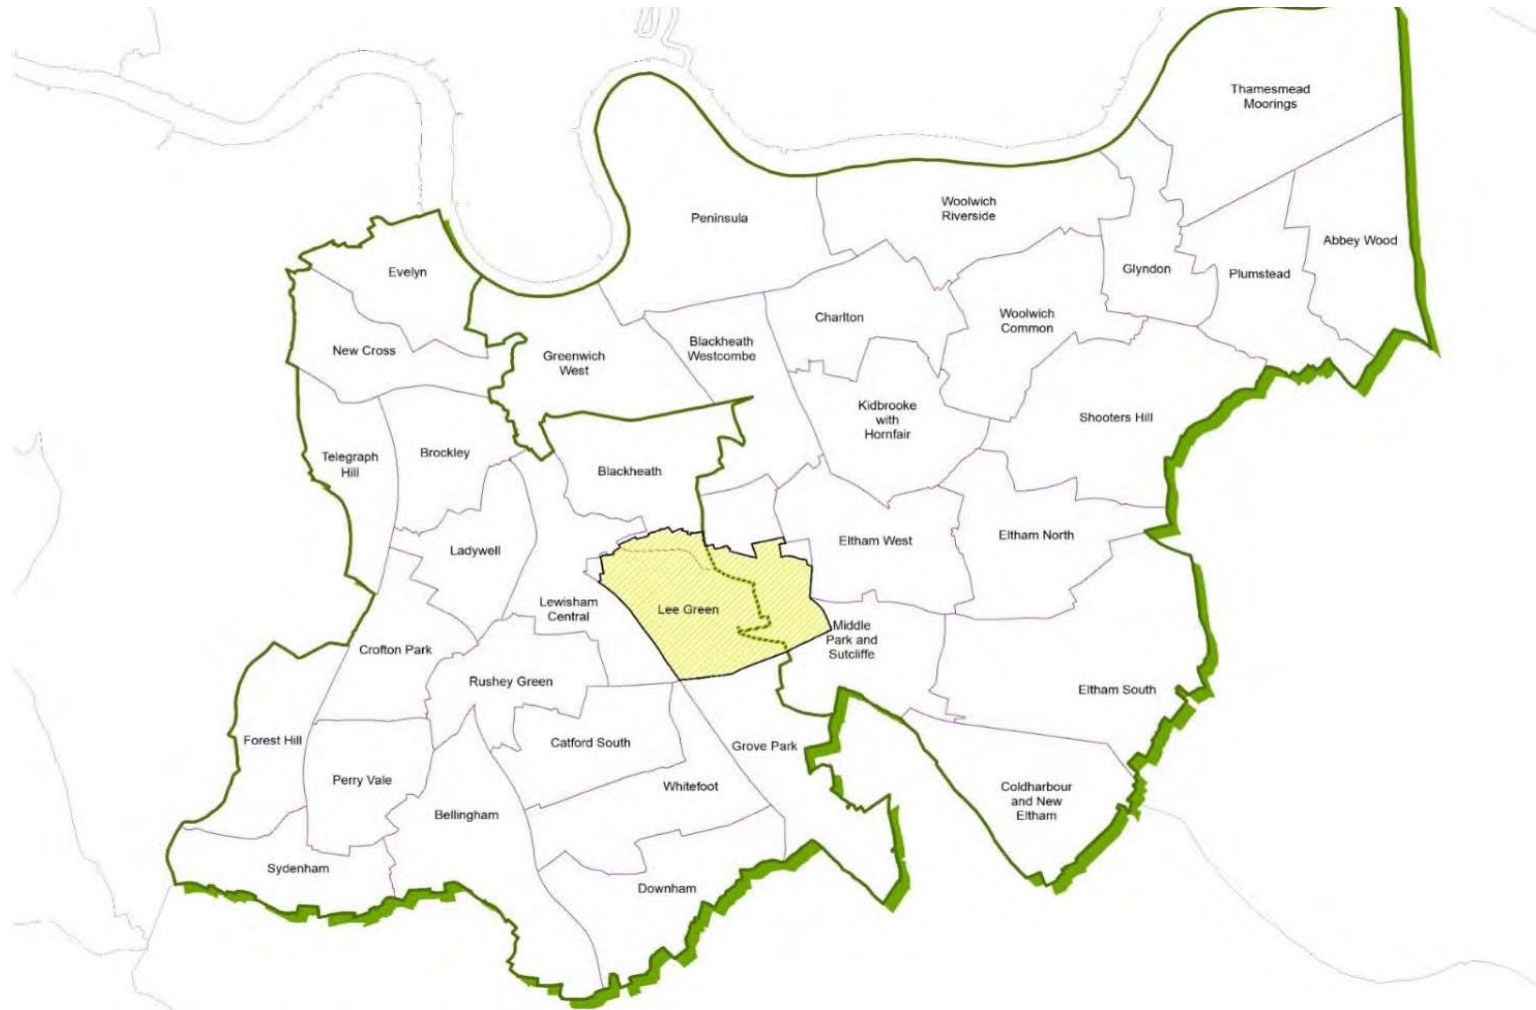 Thamesmead
Moorings
Woolwich
Riverside
Peninsula
Abbey Wood
Evelyn
Glyndon
Plumstead
Charlton
Woolwich
Common
New Cross
Greenwich
West
Blackheath
Westcombe
Kidbrooke
with
Hornfair
Shooters Hill
Telegraph
Hill
Brockley
Blackheath
Ladywell
Eltham West
Eltham North
Lewisham
Central
Lee Green
Middle
Park and
Sutcliffe
Crofton Park
Rushey Green
Eltham South
Forest Hill
Catford South
Grove Park
Perry Vale
Whitefoot
Coldharbour
and New
Eltham
Bellingham
Sydenham
Downham